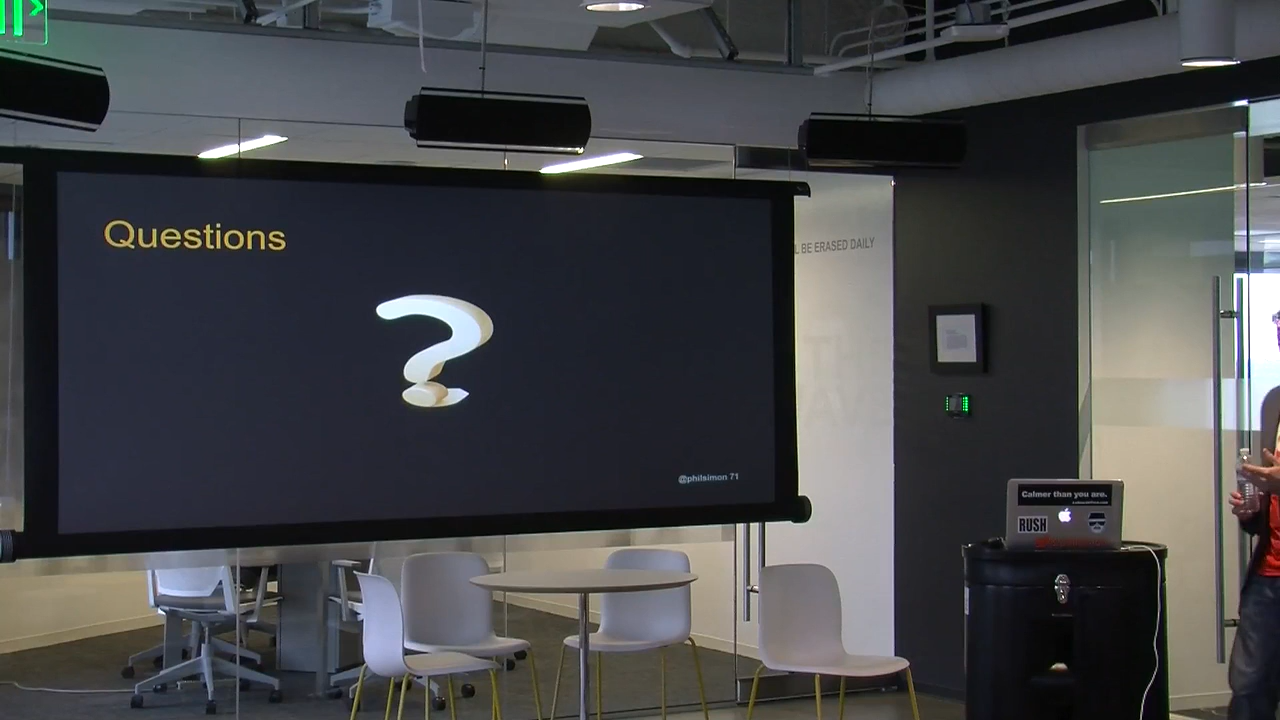 Questions
?
@philsimon 71
L BE ERASED DAILY
Calmer than you are.
RUSH